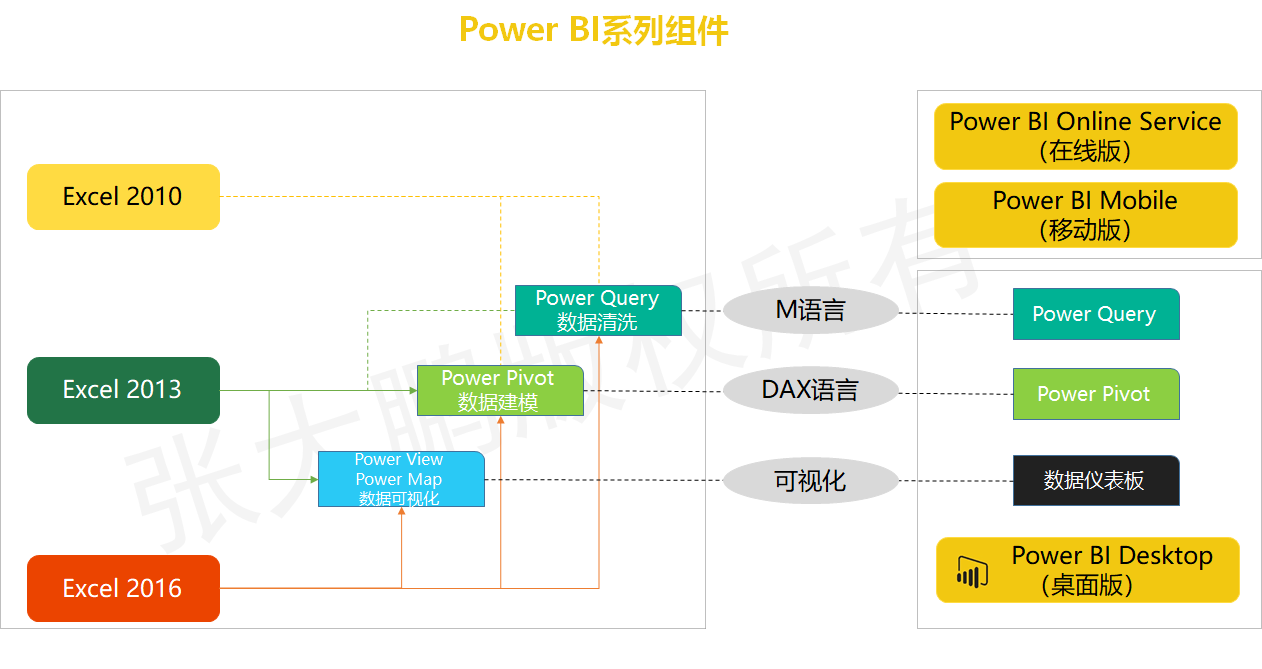 Power BI系列组件
Excel 2010
Excel 2013
Excel 2016
Power Query
数据清洗
Power Pivot
数据建模
Power View
Power Map
数据可视化
M语言
DAX语言
可视化
Power BI Online Service
（在线版）
Power BI Mobile
（移动版）
Power Query
Power Pivot
数据仪表板
Power BI Desktop
（桌面版）
张大鹏版权所有